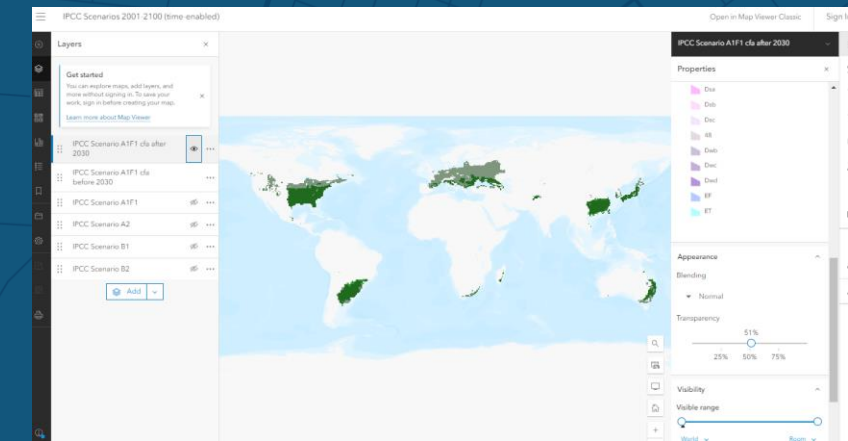 IPCC Scenarios 2001-2100 (time-enabled)
Open in Map Viewer Classic
Sign In
Layers
Get started
You can explore maps, add layers, and
more without signing in. To save your
work, sign in before creating your map.
Learn more about Map Viewer
IPCC Scenario A1F1 cfa after
2030
IPCC Scenario A1F1 cfa
before 2030
IPCC Scenario A1F1
IPCC Scenario A2
IPCC Scenario B1
IPCC Scenario B2
Add
IPCC Scenario A1F1 cfa after 2030
Properties
Dsa
Dsb
Dsc
Dwb
Dwc
Dwd
EF
ET
Appearance
Blending
Normal
Transparency
51%
25% 50% 75%
Visibility
Visible range
World
Room